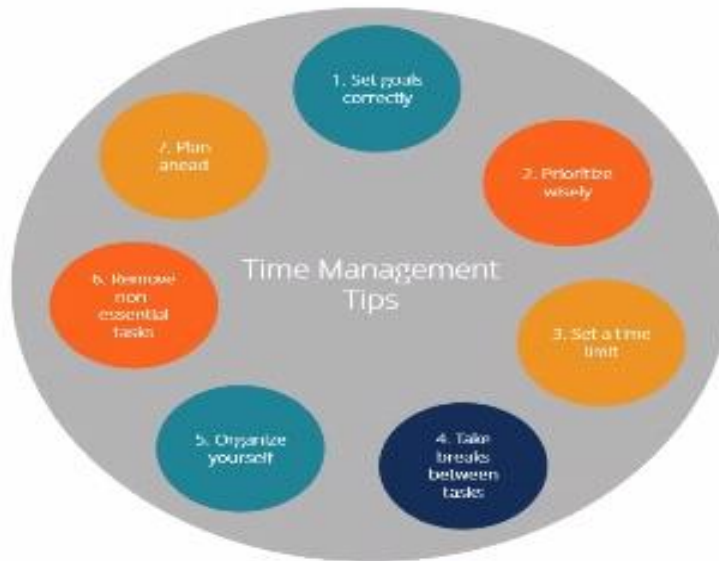 Time Management
Tips
1. Set goals
correctly
2. Prioritize
wisely
3. Set a time
limit
4. Take
breaks
between
tasks
5. Organize
yourself
6. Remove
non
essential
tasks
7. Plan
ahead